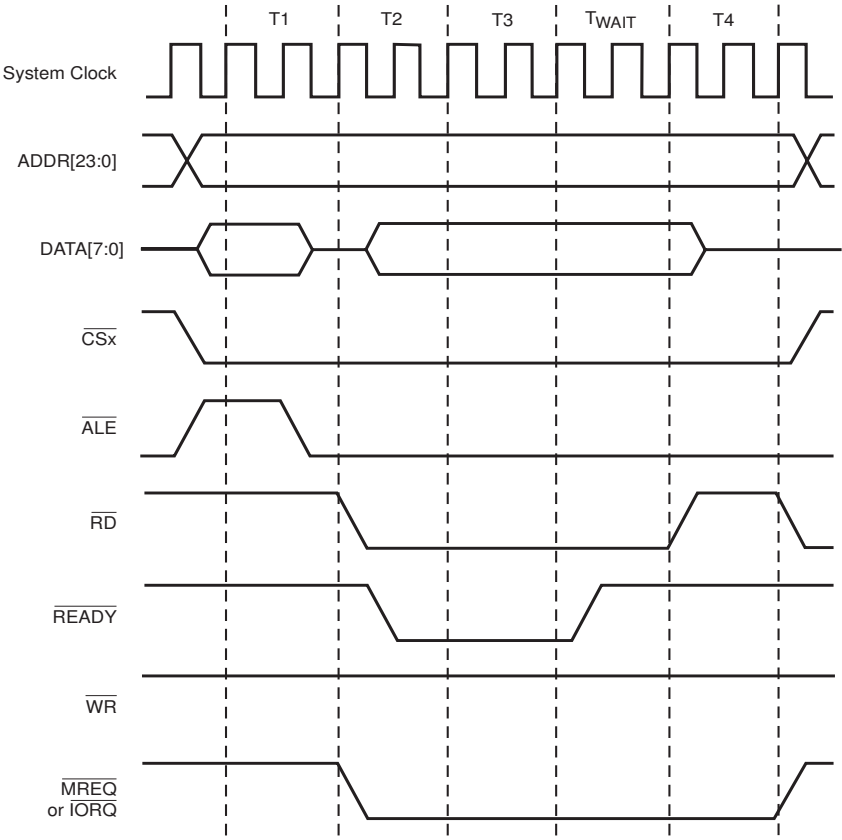 T1 T2 T3 TWAIT T4
System Clock
ADDR[23:0]
DATA[7:0]
CSx
ALE
RD
READY
WR
MREQ
or IORQ